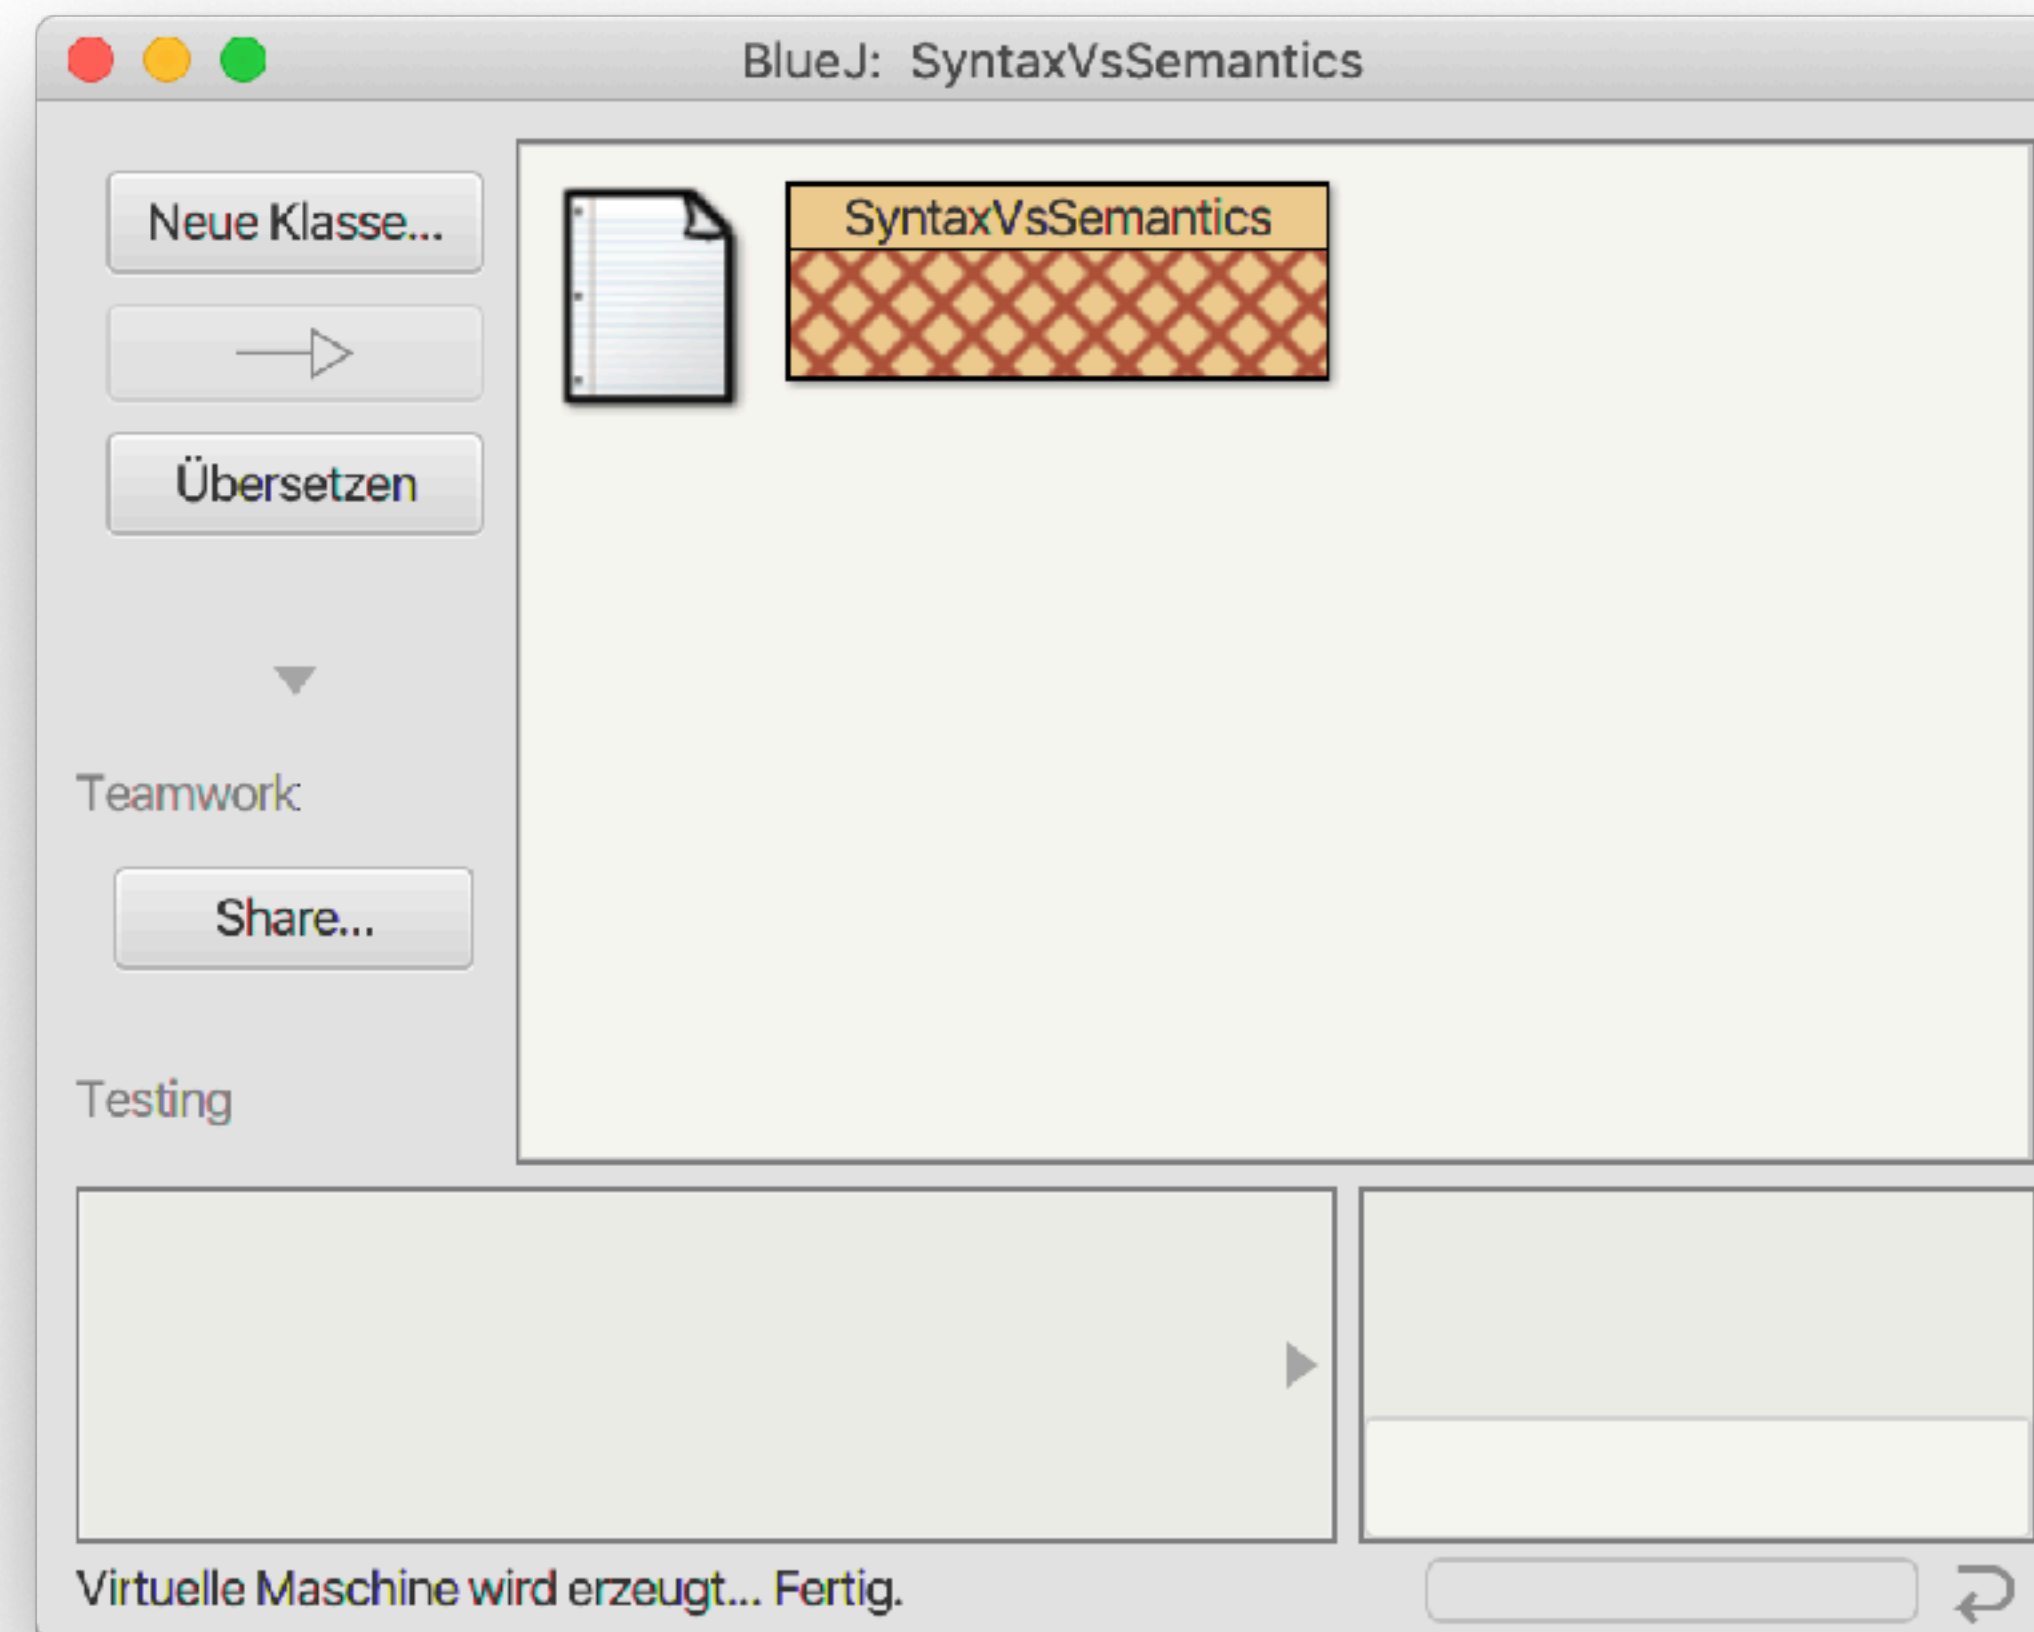 BlueJ: SyntaxVsSemantics
Neue Klasse...
SyntaxVsSemantics
Übersetzen
Teamwork
Share...
Testing
Virtuelle Maschine wird erzeugt... Fertig.